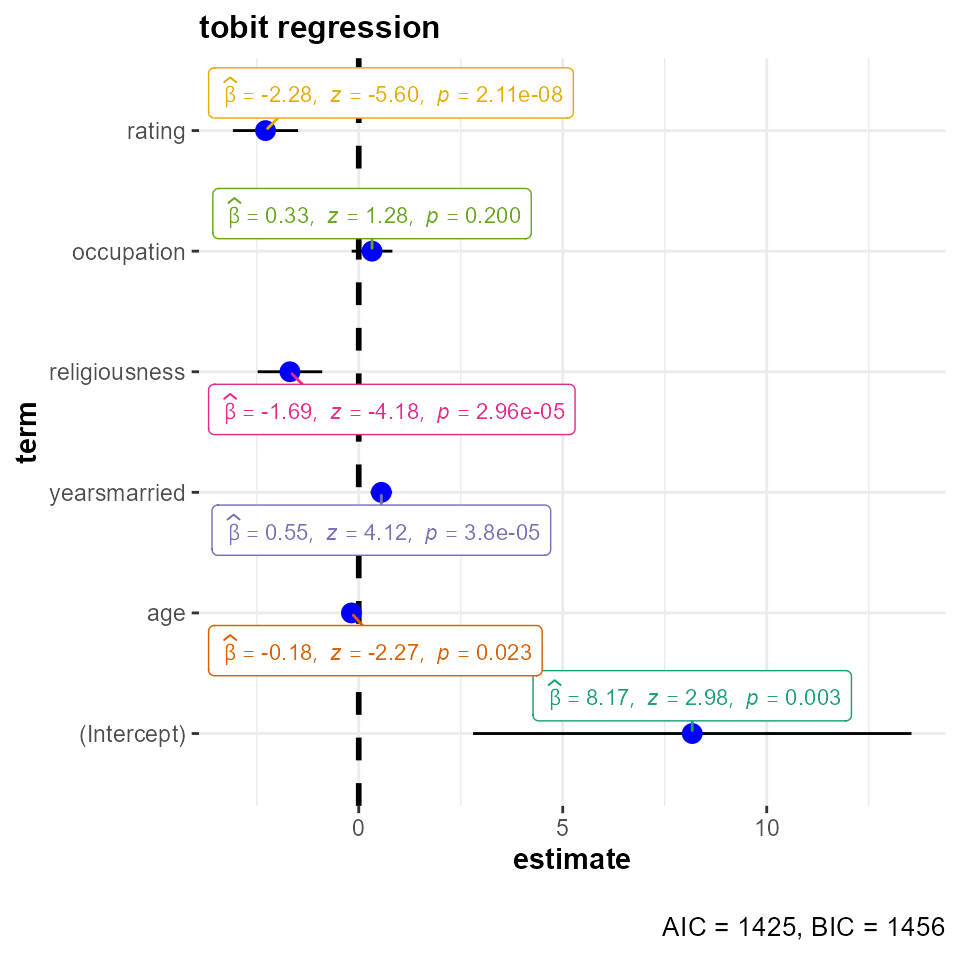 tobit regression
β̂ = -2.28, z = -5.60, p = 2.11e-08
rating
β̂ = 0.33, z = 1.28, p = 0.200
occupation
religiousness
β̂ = -1.69, z = -4.18, p = 2.96e-05
term
yearsmarried
β̂ = 0.55, z = 4.12, p = 3.8e-05
age
β̂ = -0.18, z = -2.27, p = 0.023
β̂ = 8.17, z = 2.98, p = 0.003
(Intercept)
0 5 10
estimate
AIC = 1425, BIC = 1456